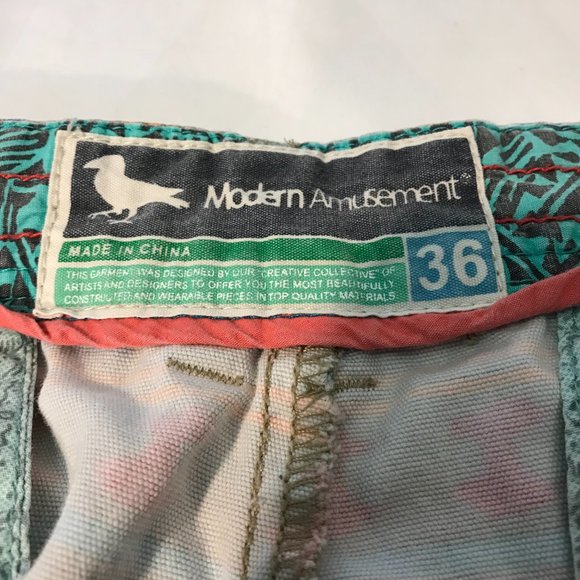 Modern Amusement
MADE IN CHINA
36
THIS GARMENT WAS DESIGNED BY OUR "CREATIVE COLLECTIVE" OF
ARTISTS AND DESIGNERS TO OFFER YOU THE MOST BEAUTIFULLY
CONSTRUCTED AND WEARABLE PIECES IN TOP QUALITY MATERIALS